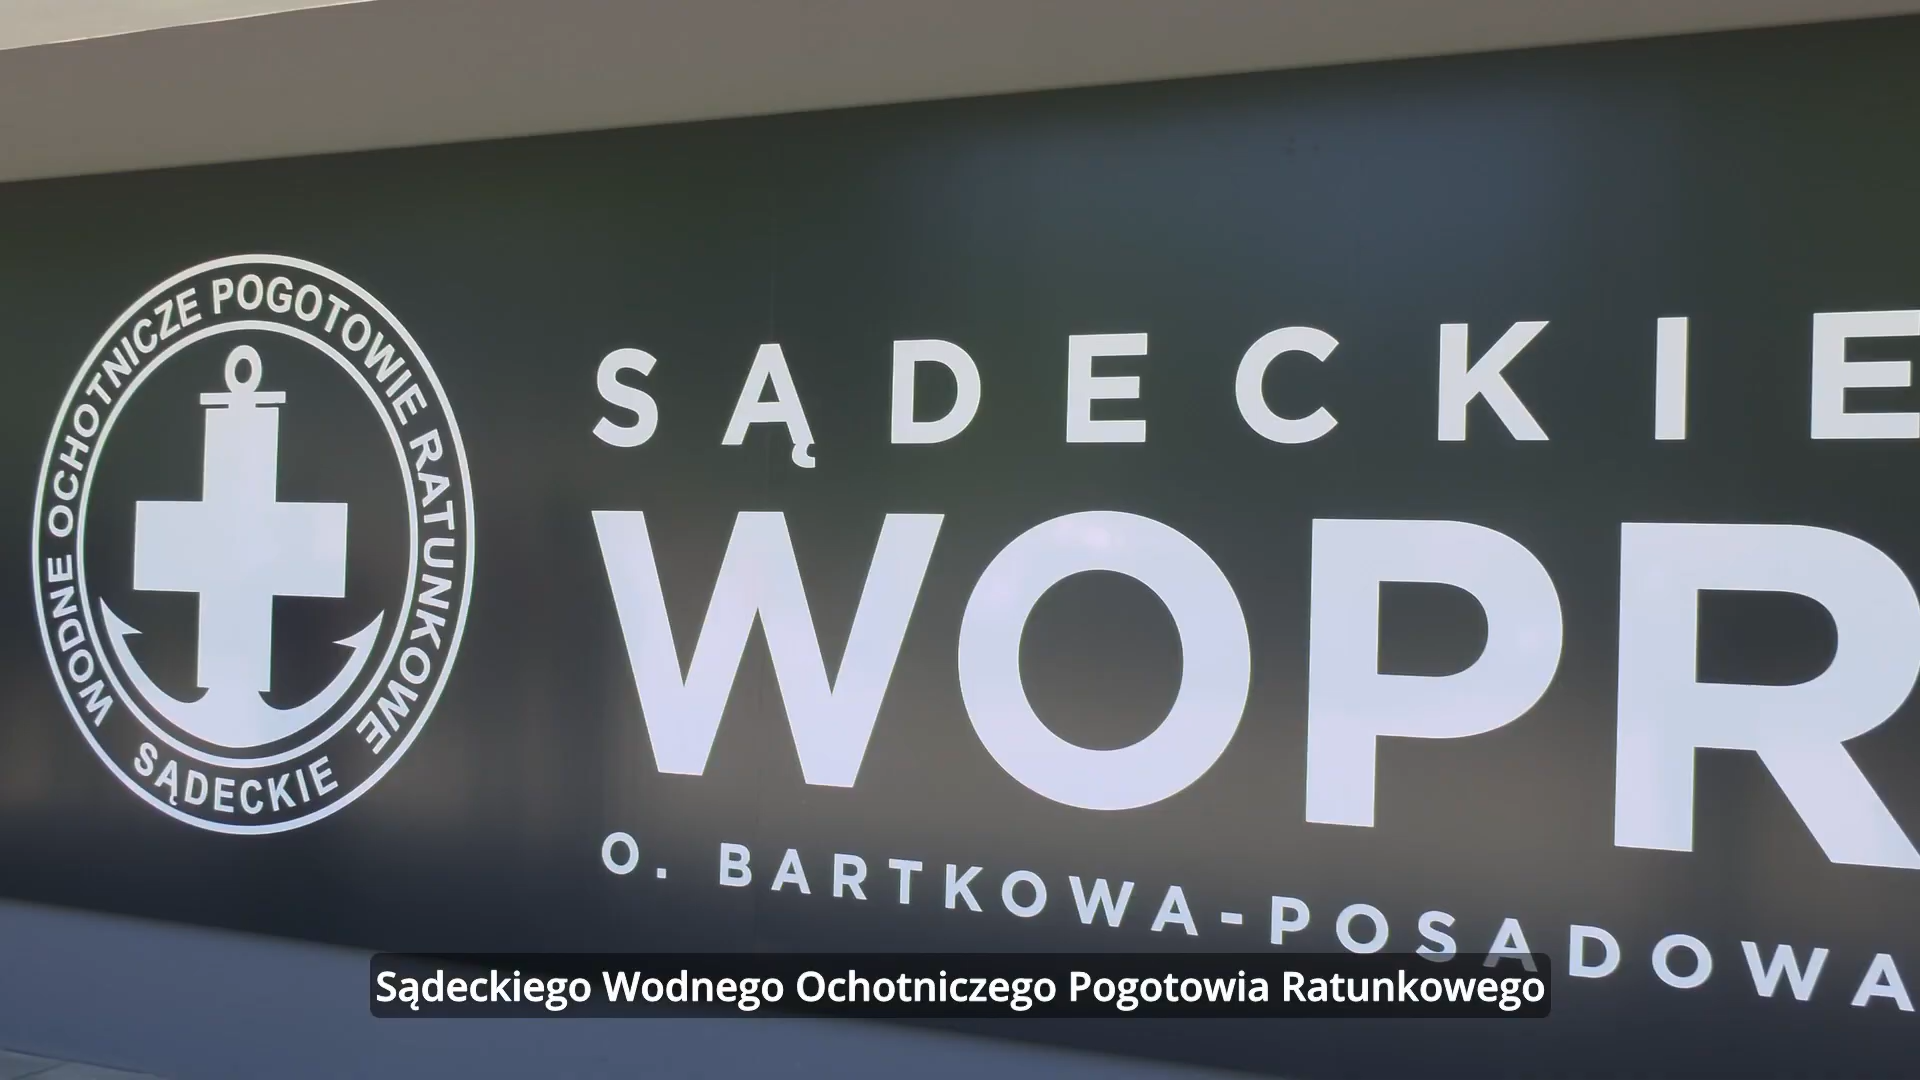 WODNE OCHOTNICZE POGOTOWIE RATUNKOWE
SĄDECKIE
SĄDECKIE
WOPR
O. BARTKOWA-POSADOWA
Sądeckiego Wodnego Ochotniczego Pogotowia Ratunkowego